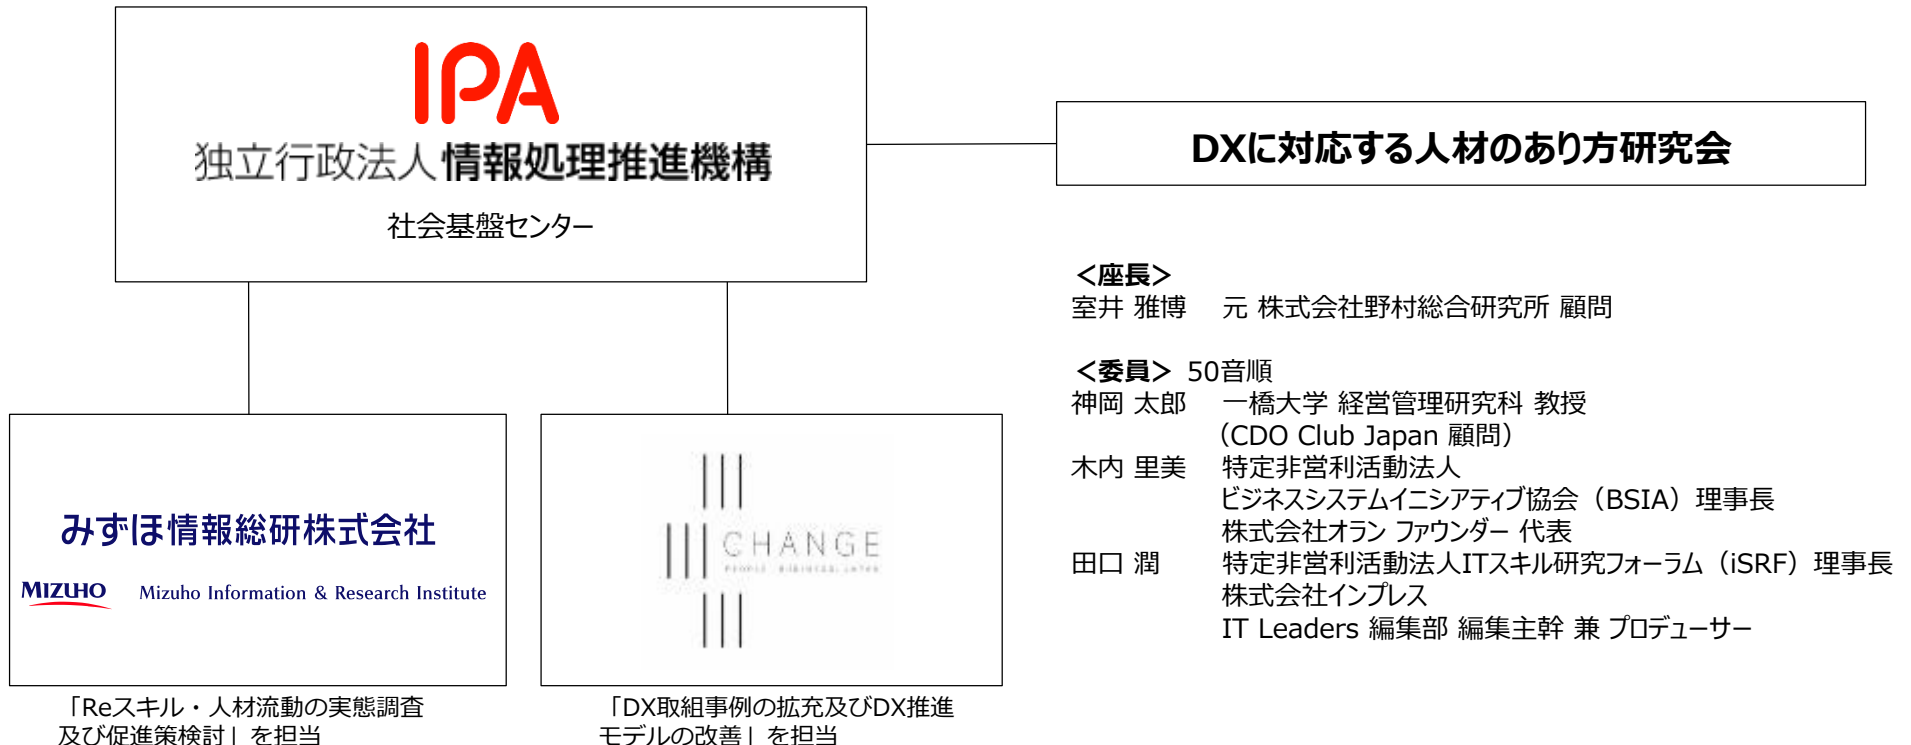 IPA
独立行政法人情報処理推進機構
社会基盤センター
DXに対応する人材のあり方研究会
＜座長＞
室井 雅博 元 株式会社野村総合研究所 顧問
＜委員＞ 50音順
神岡 太郎 一橋大学 経営管理研究科 教授
（CDO Club Japan 顧問）
木内 里美 特定非営利活動法人
ビジネスシステムイニシアティブ協会（BSIA）理事長
株式会社オラン ファウンダー 代表
田口 潤 特定非営利活動法人ITスキル研究フォーラム（iSRF）理事長
株式会社インプレス
IT Leaders 編集部 編集主幹 兼 プロデューサー
みずほ情報総研株式会社
MIZUHO Mizuho Information & Research Institute
「Reスキル・人材流動の実態調査
及び促進策検討」を担当
CHANGE
PEOPLE, BUSINESS, JAPAN
「DX取組事例の拡充及びDX推進
モデルの改善」を担当